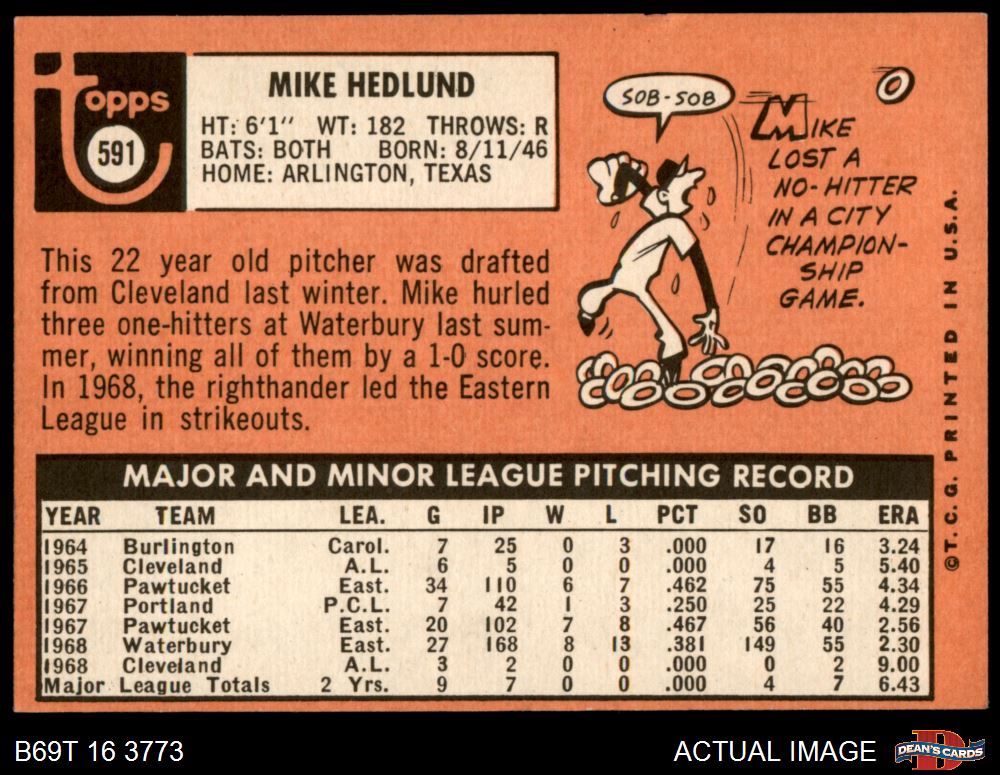 topps
591
MIKE HEDLUND
HT: 6'1" WT: 182 THROWS: R
BATS: BOTH BORN: 8/11/46
HOME: ARLINGTON, TEXAS
This 22 year old pitcher was drafted
from Cleveland last winter. Mike hurled
three one-hitters at Waterbury last sum-
mer, winning all of them by a 1-0 score.
In 1968, the righthander led the Eastern
League in strikeouts.
SOB-SOB
MIKE
LOST A
NO-HITTER
IN A CITY
CHAMPION-
SHIP
GAME.
©T.C.G. PRINTED IN U.S.A.
MAJOR AND MINOR LEAGUE PITCHING RECORD
YEAR TEAM LEA. G IP W L PCT SO BB ERA
1964 Burlington Carol. 7 25 0 3 .000 17 16 3.24
1965 Cleveland A.L. 6 5 0 0 .000 4 5 5.40
1966 Pawtucket East. 34 110 6 7 .462 75 55 4.34
1967 Portland P.C.L. 7 42 1 3 .250 25 22 4.29
1967 Pawtucket East. 20 102 7 8 .467 56 40 2.56
1968 Waterbury East. 27 168 8 13 .381 149 55 2.30
1968 Cleveland A.L. 3 2 0 0 .000 0 2 9.00
Major League Totals 2 Yrs. 9 7 0 0 .000 4 7 6.43
B69T 16 3773
ACTUAL IMAGE
DEAN'S CARDS